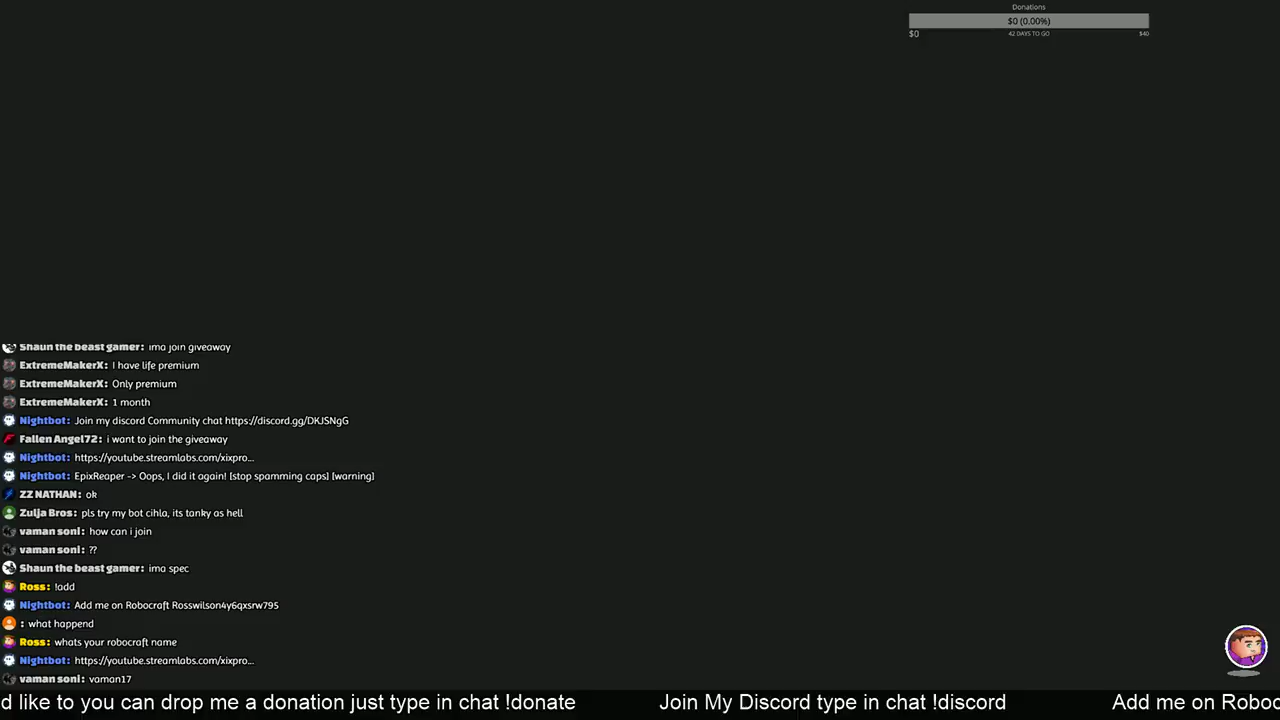 Donations
$0 (0.00%)
$0 42 DAYS TO GO $40
Shaun the beast gamer: ima join giveaway
ExtremeMakerX: I have life premium
ExtremeMakerX: Only premium
ExtremeMakerX: 1 month
Nightbot: Join my discord Community chat https://discord.gg/DKJSNgG
Fallen Angel72: i want to join the giveaway
Nightbot: https://youtube.streamlabs.com/xixpro...
Nightbot: EpixReaper -> Oops, I did it again! [stop spamming caps] [warning]
ZZ NATHAN: ok
Zulja Bros: pls try my bot cihla, its tanky as hell
vaman soni: how can i join
vaman soni: ??
Shaun the beast gamer: ima spec
Ross: !add
Nightbot: Add me on Robocraft Rosswilson4y6qxsrw795
: what happend
Ross: whats your robocraft name
Nightbot: https://youtube.streamlabs.com/xixpro...
vaman soni: vaman17
d like to you can drop me a donation just type in chat !donate Join My Discord type in chat !discord Add me on Roboc